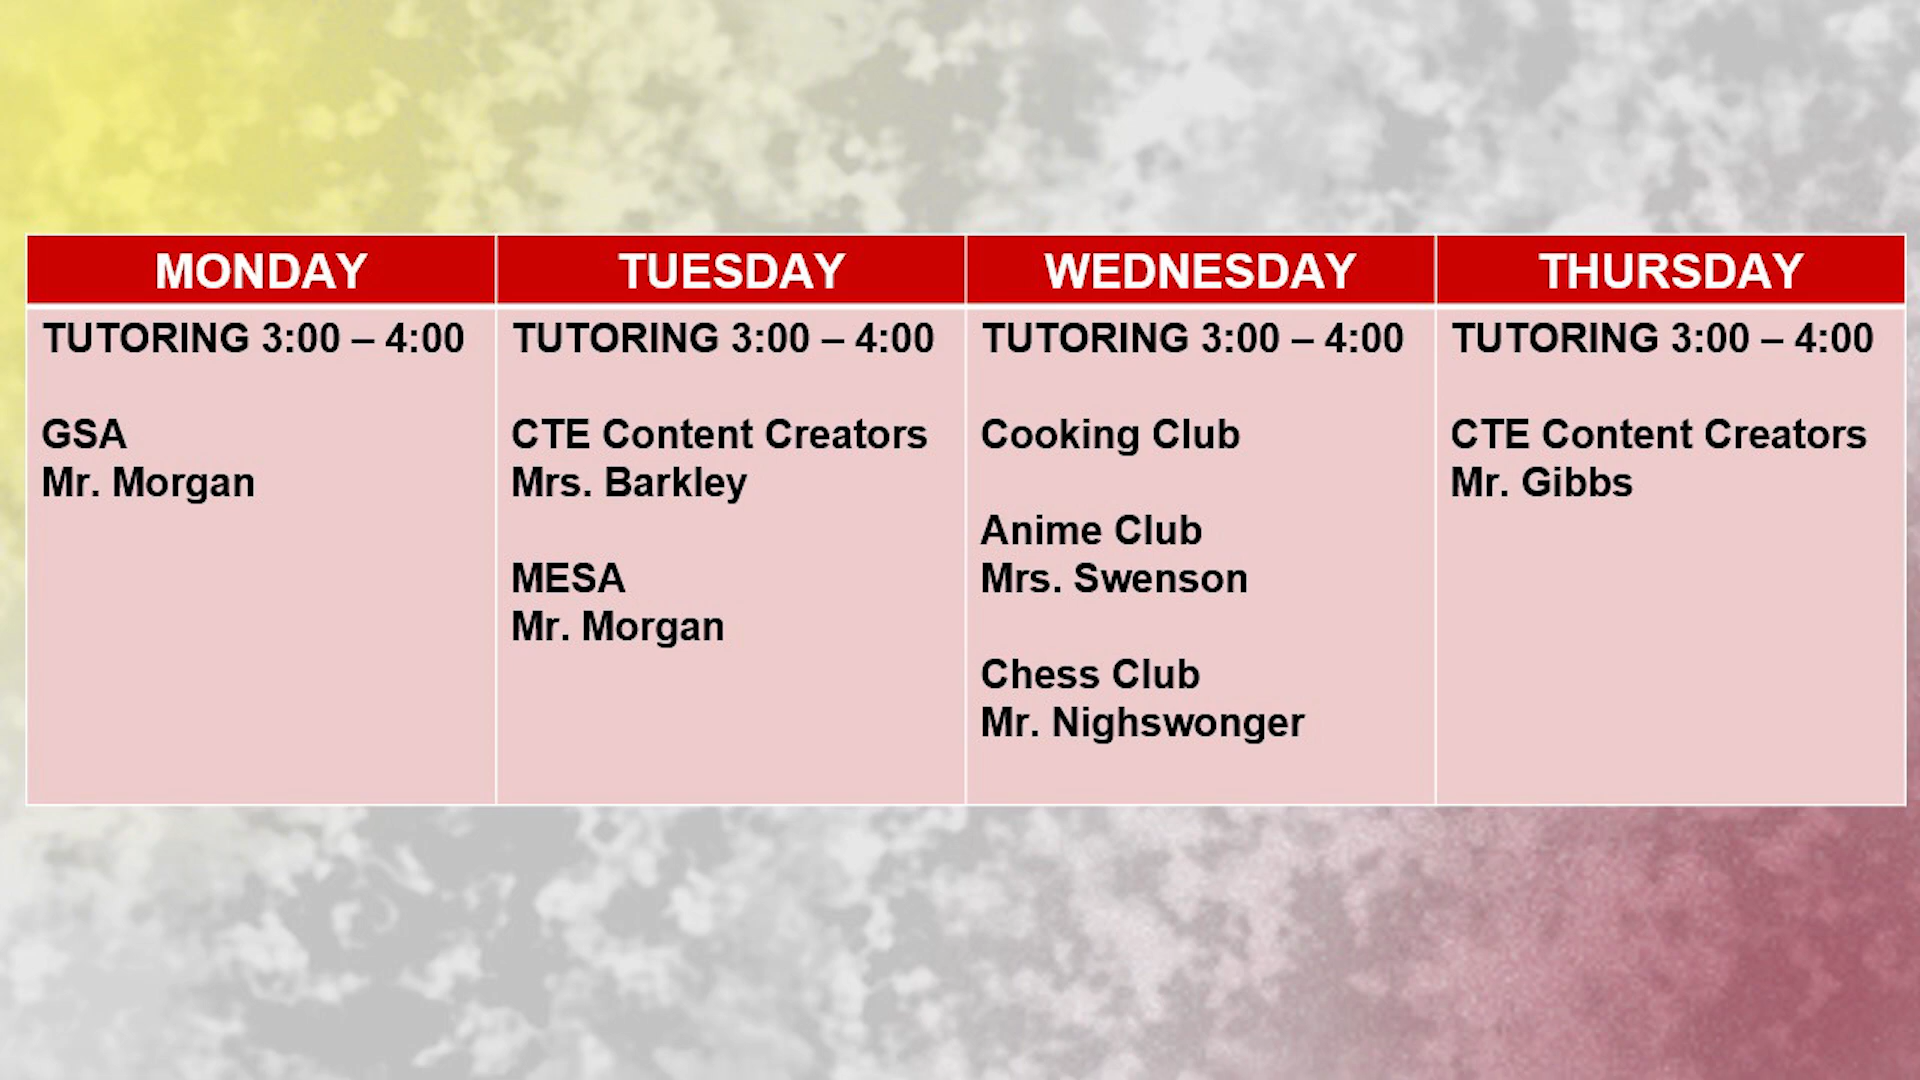 MONDAY
TUTORING 3:00 – 4:00
GSA
Mr. Morgan
TUESDAY
TUTORING 3:00 – 4:00
CTE Content Creators
Mrs. Barkley
MESA
Mr. Morgan
WEDNESDAY
TUTORING 3:00 – 4:00
Cooking Club
Anime Club
Mrs. Swenson
Chess Club
Mr. Nighswonger
THURSDAY
TUTORING 3:00 – 4:00
CTE Content Creators
Mr. Gibbs